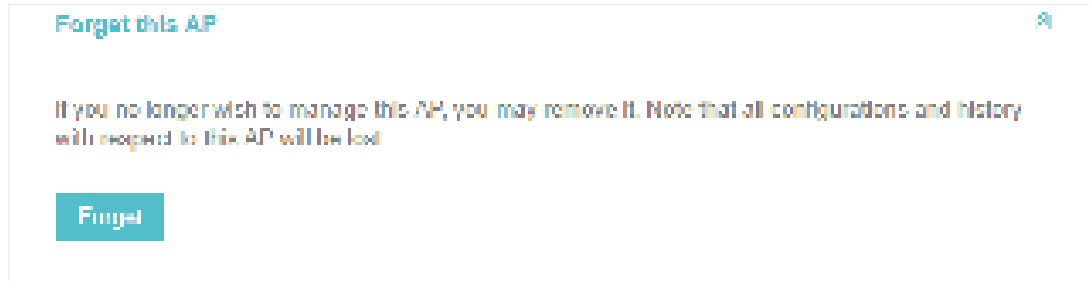 Forget this AP
If you no longer wish to manage this AP, you may remove it. Note that all configurations and history
with respect to this AP will be lost
Forget